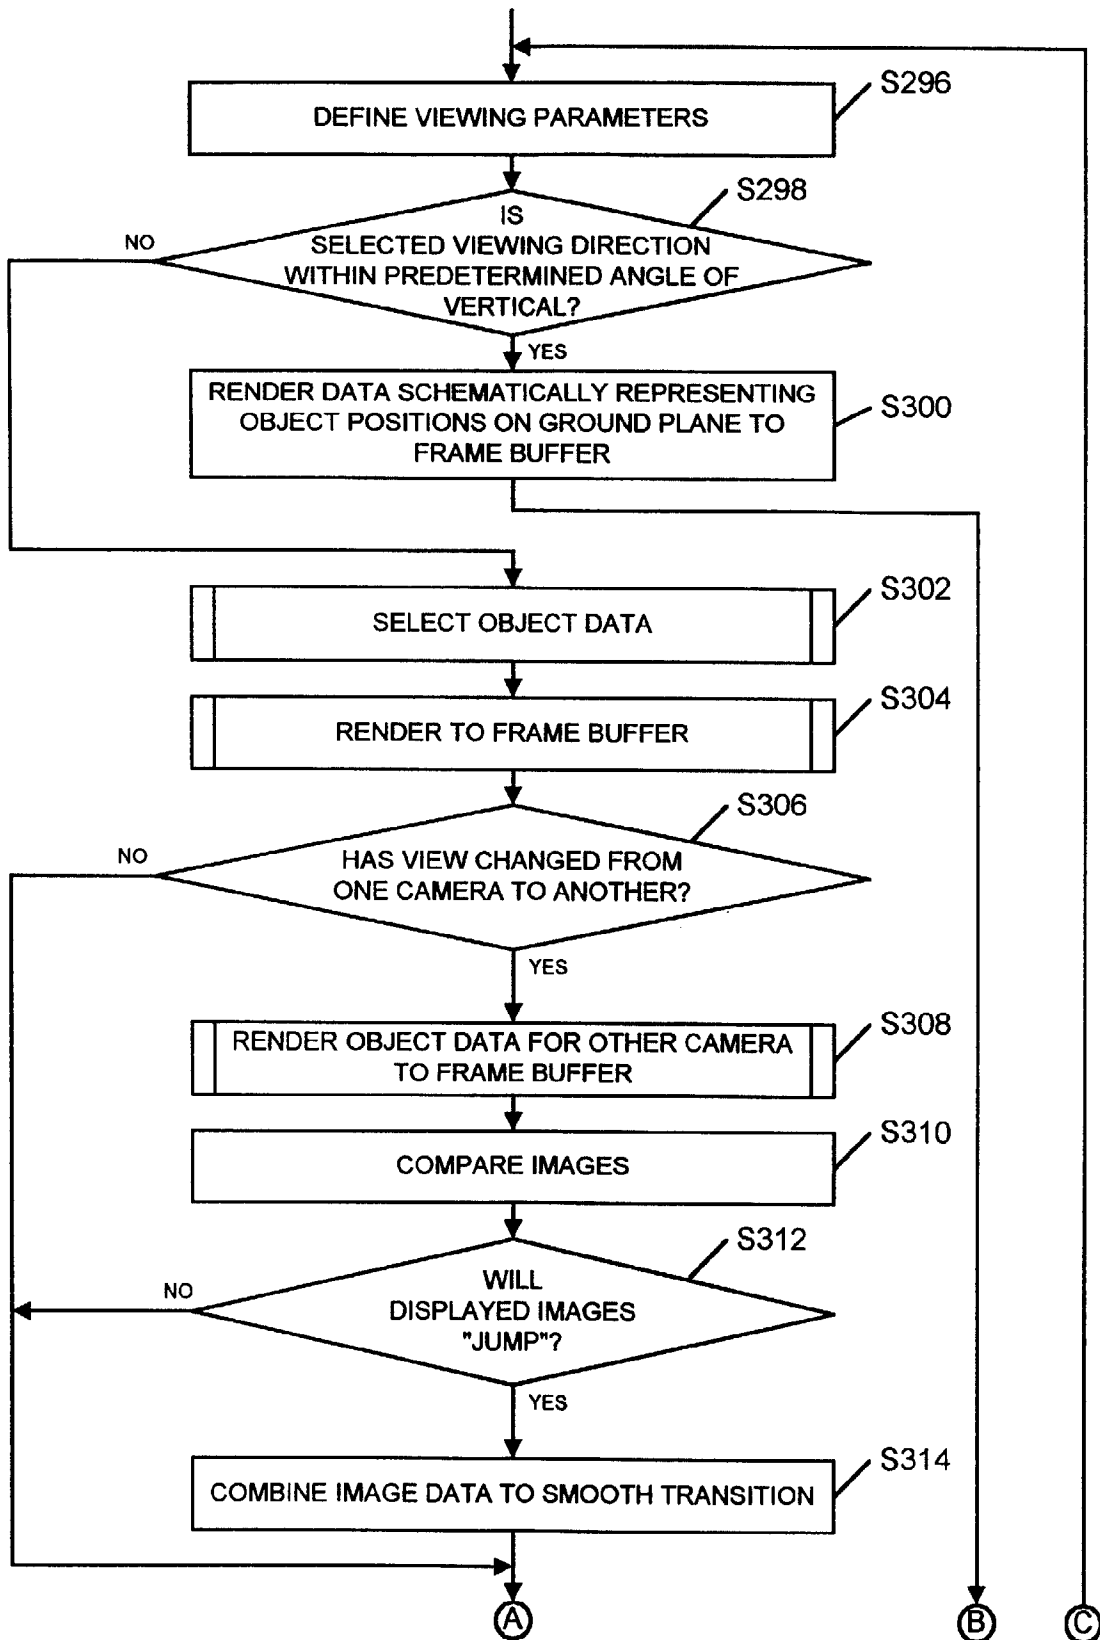 S296
DEFINE VIEWING PARAMETERS
S298
IS
SELECTED VIEWING DIRECTION
WITHIN PREDETERMINED ANGLE OF
VERTICAL?
NO
YES
RENDER DATA SCHEMATICALLY REPRESENTING
OBJECT POSITIONS ON GROUND PLANE TO
FRAME BUFFER
S300
S302
SELECT OBJECT DATA
S304
RENDER TO FRAME BUFFER
S306
NO
HAS VIEW CHANGED FROM
ONE CAMERA TO ANOTHER?
YES
S308
RENDER OBJECT DATA FOR OTHER CAMERA
TO FRAME BUFFER
S310
COMPARE IMAGES
S312
WILL
DISPLAYED IMAGES
"JUMP"?
NO
YES
S314
COMBINE IMAGE DATA TO SMOOTH TRANSITION
A
B
C